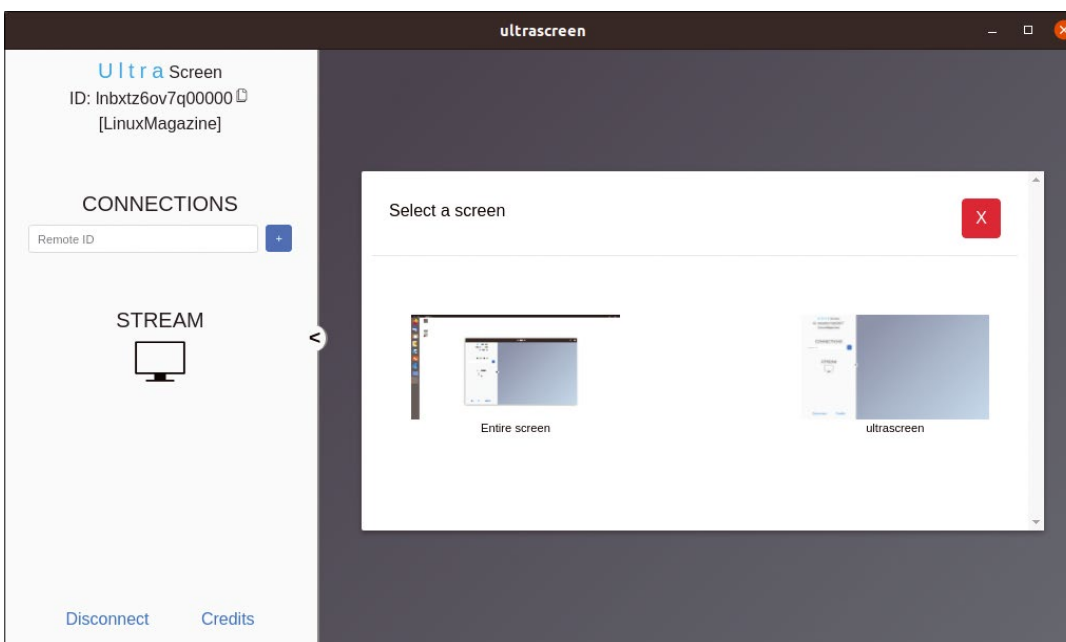 ultrascreen
Ultra Screen
ID: lnbxtz6ov7q00000
[LinuxMagazine]
CONNECTIONS
Remote ID
+
STREAM
<
Disconnect Credits
Select a screen
X
Entire screen
ultrascreen